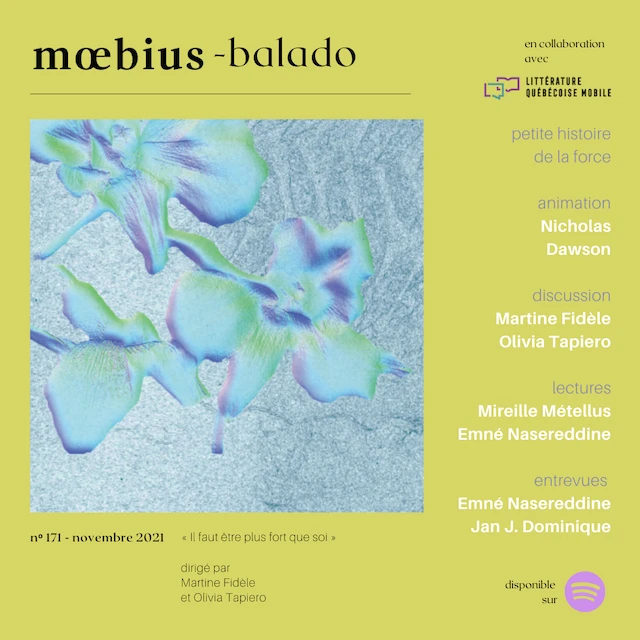 mœbius -balado
en collaboration
avec
LITTÉRATURE
QUÉBÉCOISE MOBILE
petite histoire
de la force
animation
Nicholas
Dawson
discussion
Martine Fidèle
Olivia Tapiero
lectures
Mireille Métellus
Emné Nasereddine
entrevues
Emné Nasereddine
Jan J. Dominique
nº 171 - novembre 2021
« Il faut être plus fort que soi »
dirigé par
Martine Fidèle
et Olivia Tapiero
disponible
sur